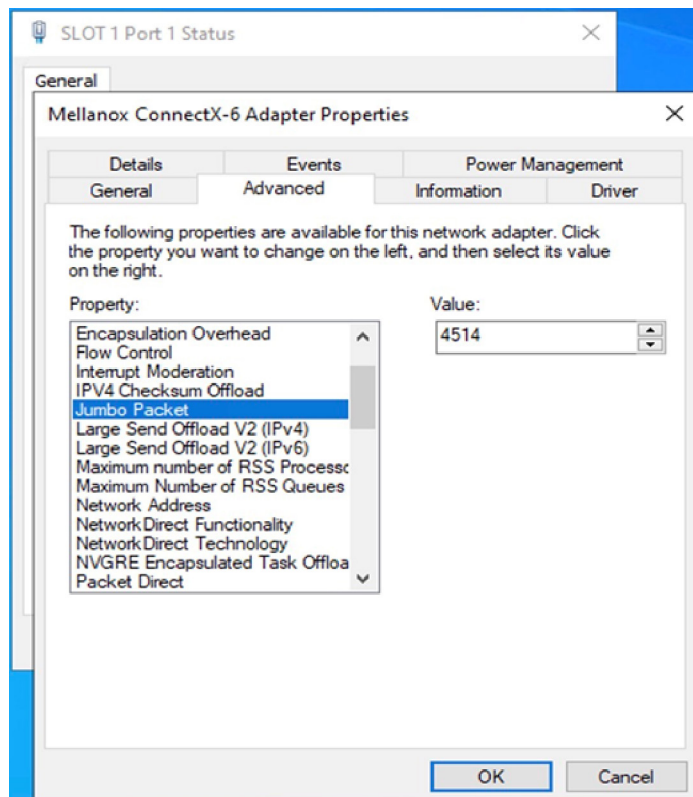 SLOT 1 Port 1 Status
General
Mellanox ConnectX-6 Adapter Properties
Details Events Power Management
General Advanced Information Driver
The following properties are available for this network adapter. Click
the property you want to change on the left, and then select its value
on the right.
Property: Value:
4514
Encapsulation Overhead
Flow Control
Interrupt Moderation
IPV4 Checksum Offload
Jumbo Packet
Large Send Offload V2 (IPv4)
Large Send Offload V2 (IPv6)
Maximum number of RSS Processo
Maximum Number of RSS Queues
Network Address
NetworkDirect Functionality
NetworkDirect Technology
NVGRE Encapsulated Task Offloa
Packet Direct
OK Cancel